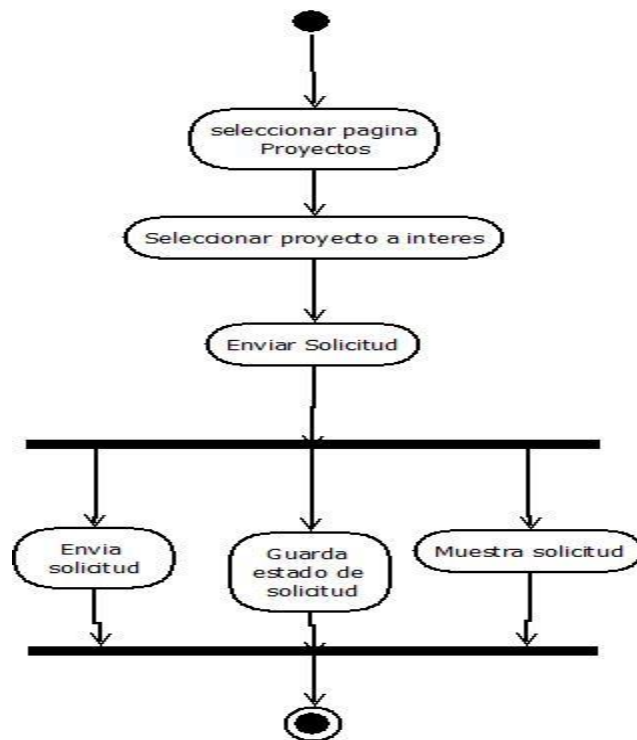 seleccionar pagina
Proyectos
Seleccionar proyecto a interes
Enviar Solicitud
Envia
solicitud
Guarda
estado de
solicitud
Muestra solicitud